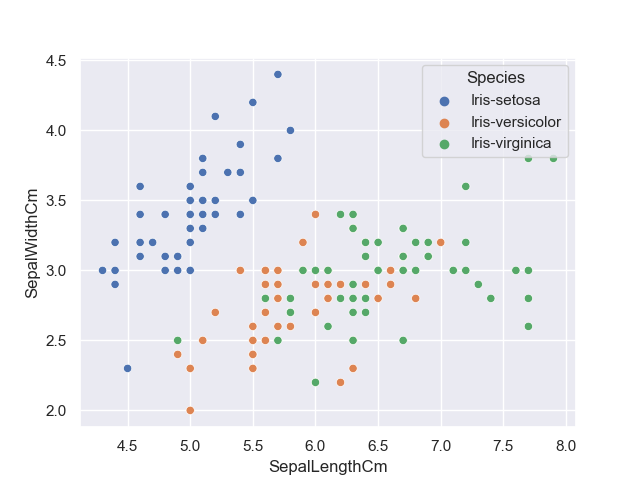 4.5
4.0
3.5
3.0
2.5
2.0
SepalWidthCm
Species
Iris-setosa
Iris-versicolor
Iris-virginica
4.5 5.0 5.5 6.0 6.5 7.0 7.5 8.0
SepalLengthCm